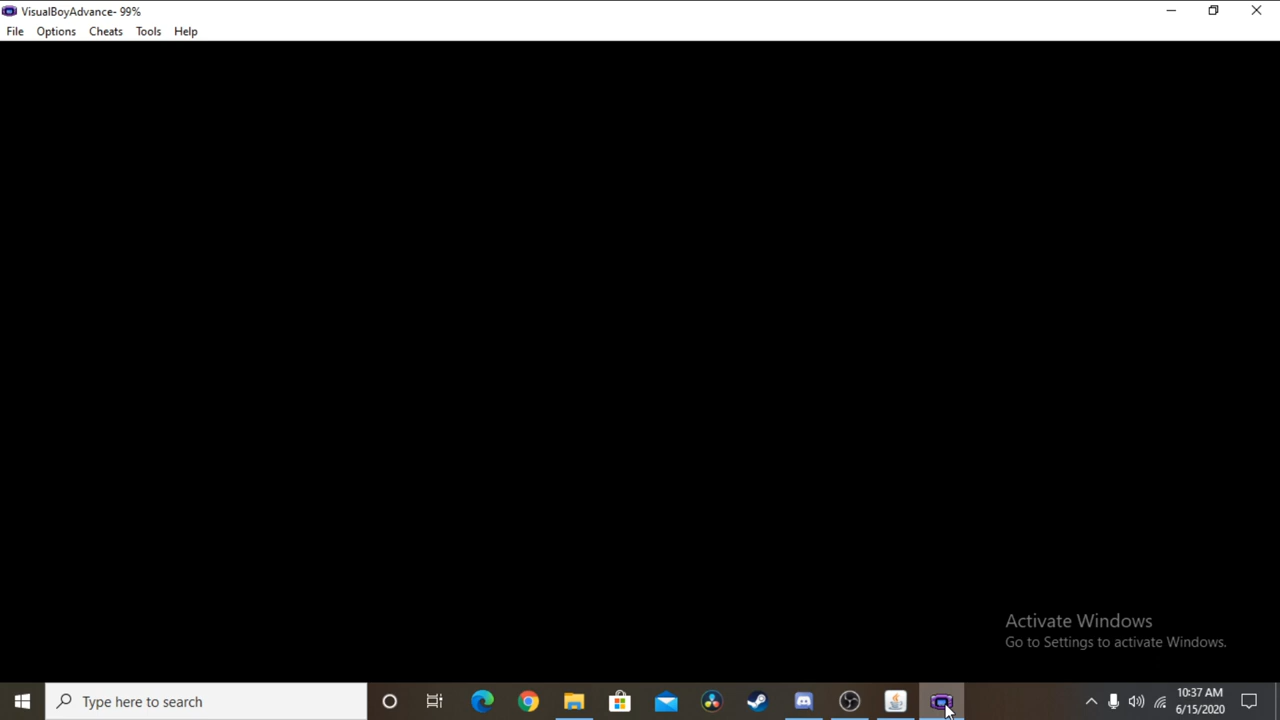 VisualBoyAdvance- 99%
File Options Cheats Tools Help
Activate Windows
Go to Settings to activate Windows.
Type here to search
10:37 AM
6/15/2020